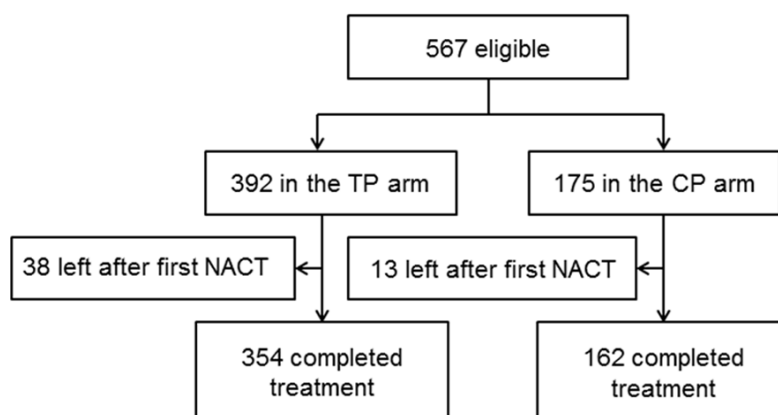 567 eligible
392 in the TP arm
175 in the CP arm
38 left after first NACT
13 left after first NACT
354 completed
treatment
162 completed
treatment